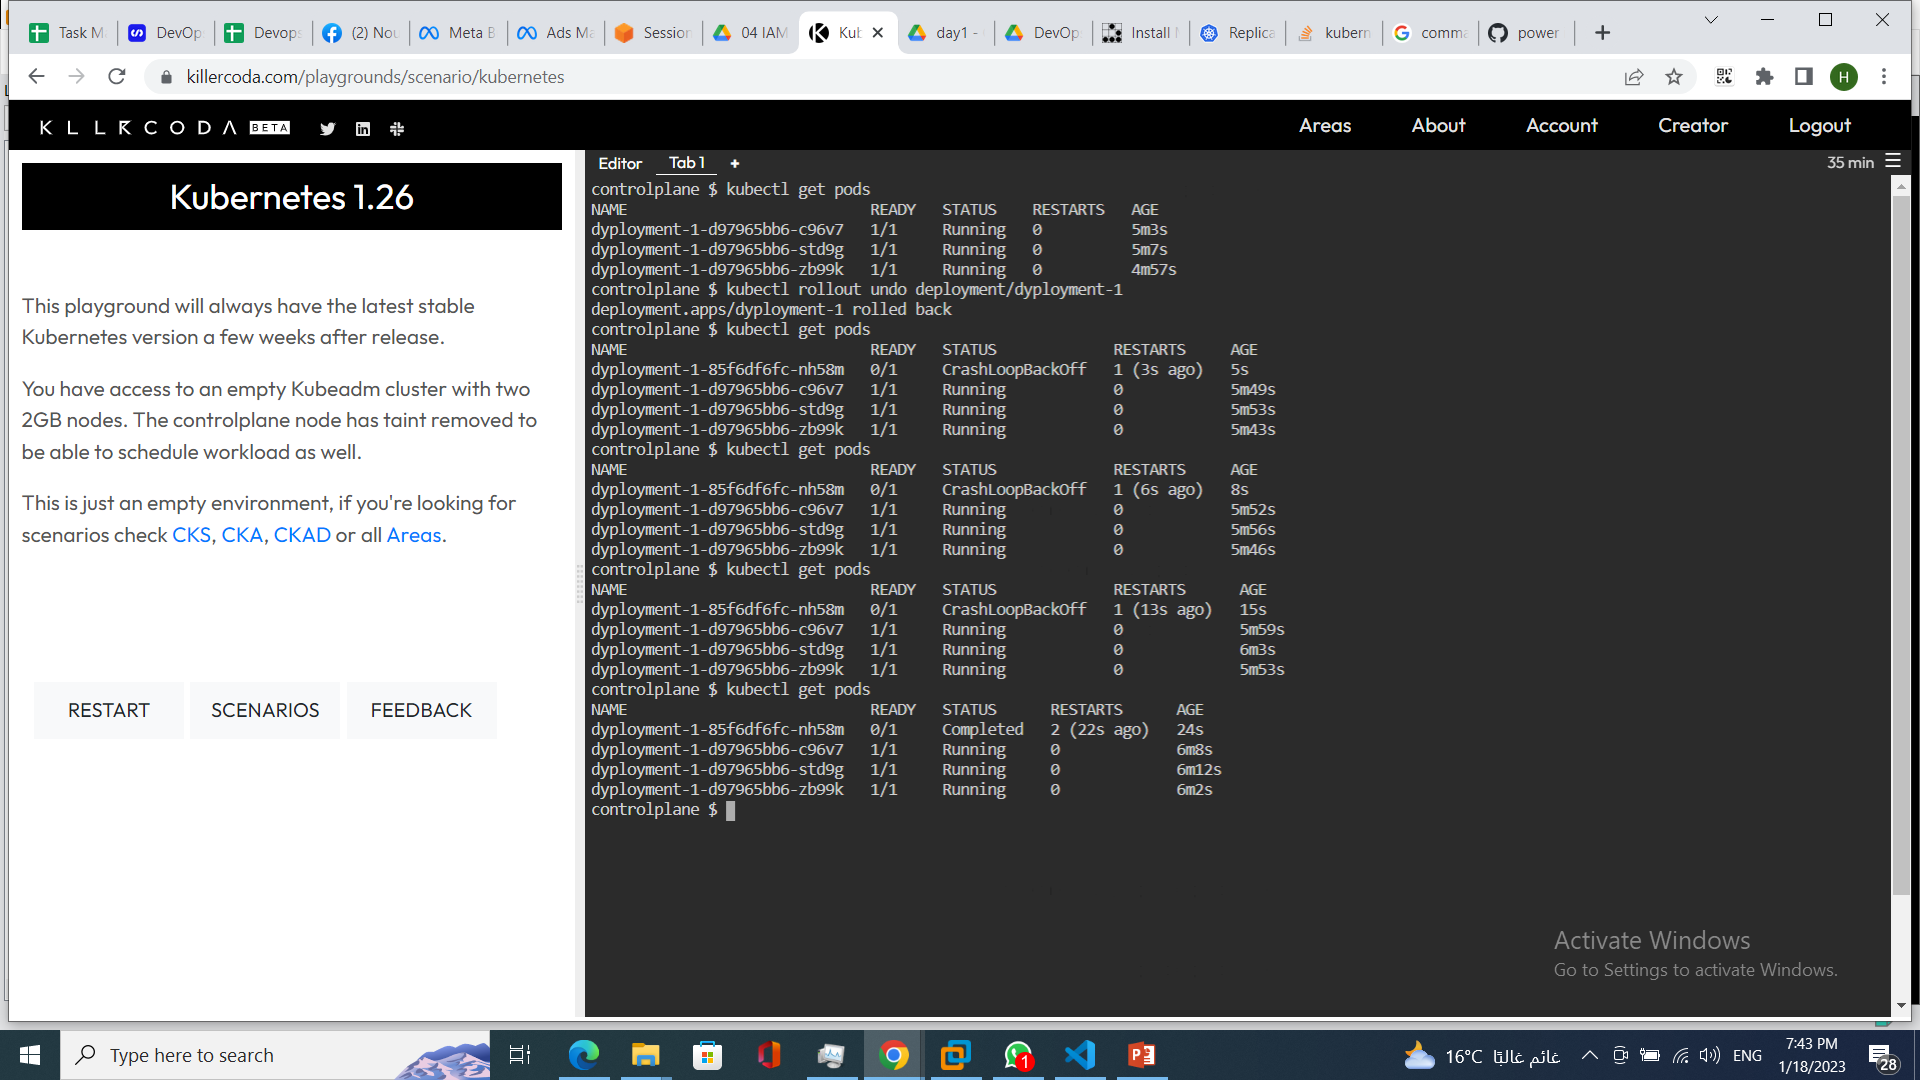 Task M
DevOp
Devops
(2) Nou
Meta B
Ads Ma
Session
04 IAM
Kub
day1 -
DevOp
Install
Replica
kubern
comma
power
killercoda.com/playgrounds/scenario/kubernetes
H
KLLRCODA BETA
Areas
About
Account
Creator
Logout
Kubernetes 1.26
This playground will always have the latest stable
Kubernetes version a few weeks after release.
You have access to an empty Kubeadm cluster with two
2GB nodes. The controlplane node has taint removed to
be able to schedule workload as well.
This is just an empty environment, if you're looking for
scenarios check CKS, CKA, CKAD or all Areas.
RESTART
SCENARIOS
FEEDBACK
Editor Tab 1 +
35 min
controlplane $ kubectl get pods
NAME READY STATUS RESTARTS AGE
dyployment-1-d97965bb6-c96v7 1/1 Running 0 5m3s
dyployment-1-d97965bb6-std9g 1/1 Running 0 5m7s
dyployment-1-d97965bb6-zb99k 1/1 Running 0 4m57s
controlplane $ kubectl rollout undo deployment/dyployment-1
deployment.apps/dyployment-1 rolled back
controlplane $ kubectl get pods
NAME READY STATUS RESTARTS AGE
dyployment-1-85f6df6fc-nh58m 0/1 CrashLoopBackOff 1 (3s ago) 5s
dyployment-1-d97965bb6-c96v7 1/1 Running 0 5m49s
dyployment-1-d97965bb6-std9g 1/1 Running 0 5m53s
dyployment-1-d97965bb6-zb99k 1/1 Running 0 5m43s
controlplane $ kubectl get pods
NAME READY STATUS RESTARTS AGE
dyployment-1-85f6df6fc-nh58m 0/1 CrashLoopBackOff 1 (6s ago) 8s
dyployment-1-d97965bb6-c96v7 1/1 Running 0 5m52s
dyployment-1-d97965bb6-std9g 1/1 Running 0 5m56s
dyployment-1-d97965bb6-zb99k 1/1 Running 0 5m46s
controlplane $ kubectl get pods
NAME READY STATUS RESTARTS AGE
dyployment-1-85f6df6fc-nh58m 0/1 CrashLoopBackOff 1 (13s ago) 15s
dyployment-1-d97965bb6-c96v7 1/1 Running 0 5m59s
dyployment-1-d97965bb6-std9g 1/1 Running 0 6m3s
dyployment-1-d97965bb6-zb99k 1/1 Running 0 5m53s
controlplane $ kubectl get pods
NAME READY STATUS RESTARTS AGE
dyployment-1-85f6df6fc-nh58m 0/1 Completed 2 (22s ago) 24s
dyployment-1-d97965bb6-c96v7 1/1 Running 0 6m8s
dyployment-1-d97965bb6-std9g 1/1 Running 0 6m12s
dyployment-1-d97965bb6-zb99k 1/1 Running 0 6m2s
controlplane $
Activate Windows
Go to Settings to activate Windows.
Type here to search
1
16°C غائم غالبًا
ENG
7:43 PM
1/18/2023
28